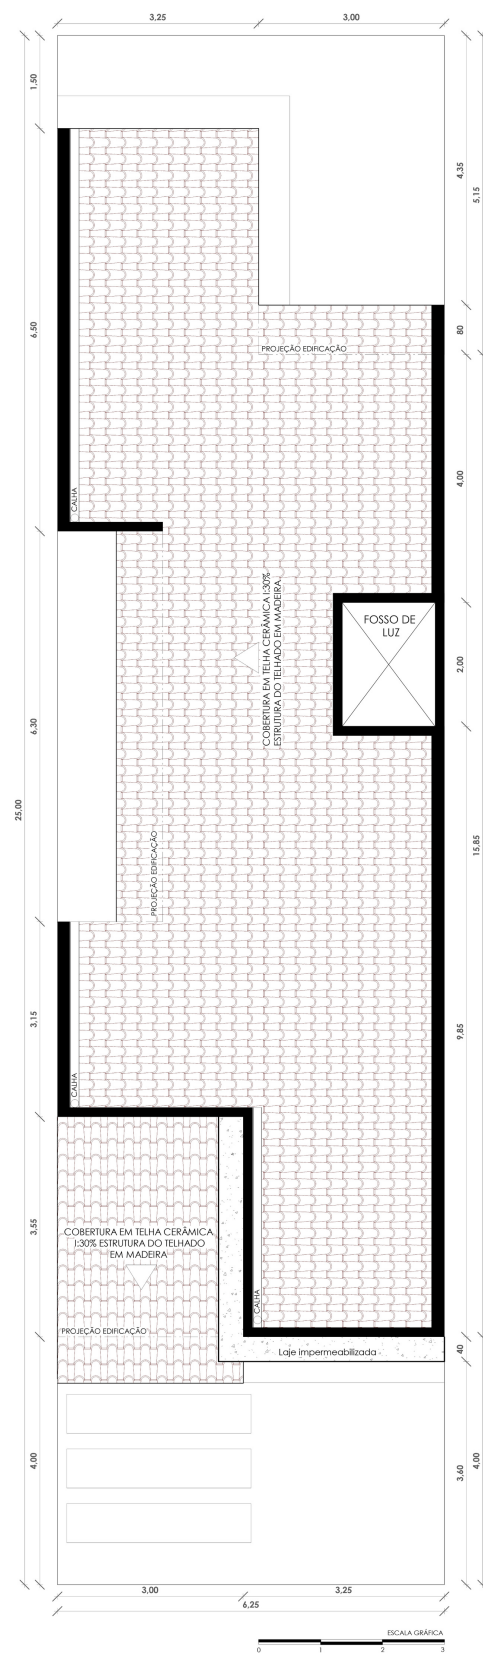 3,25
3,00
1,50
4,35
5,15
6,50
80
PROJEÇÃO EDIFICAÇÃO
4,00
CALHA
COBERTURA EM TELHA CERÂMICA I:30%
ESTRUTURA DO TELHADO EM MADEIRA
FOSSO DE
LUZ
2,00
6,30
25,00
15,85
PROJEÇÃO EDIFICAÇÃO
3,15
9,85
CALHA
3,55
COBERTURA EM TELHA CERÂMICA
I:30% ESTRUTURA DO TELHADO
EM MADEIRA
CALHA
PROJEÇÃO EDIFICAÇÃO
Laje impermeabilizada
40
4,00
3,60
4,00
3,00
3,25
6,25
ESCALA GRÁFICA
0 1 2 3